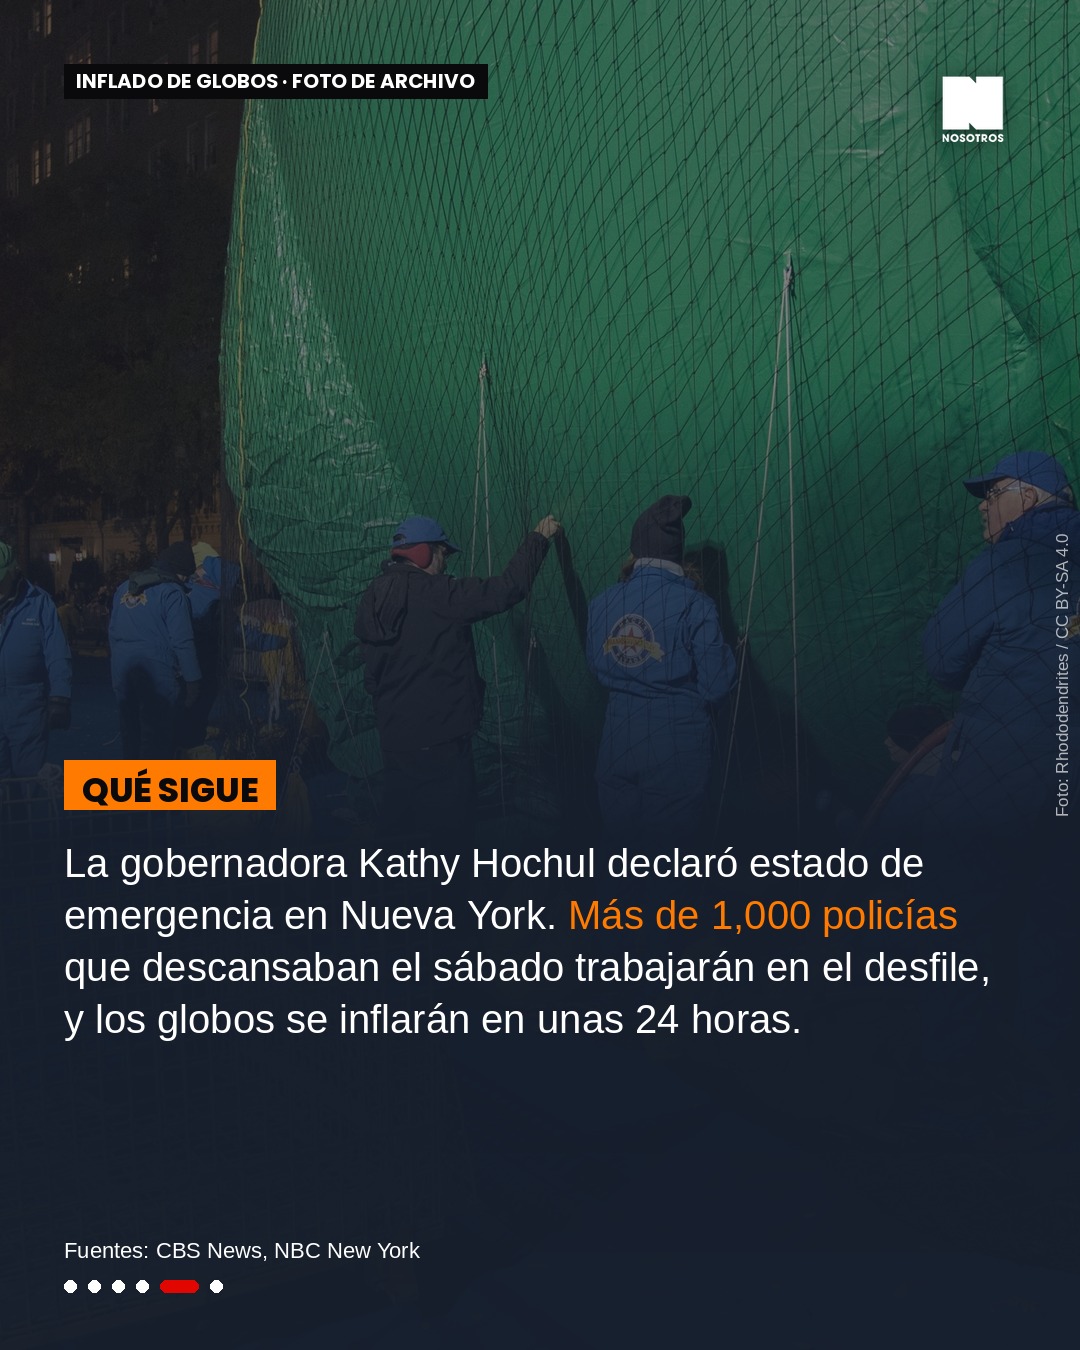 INFLADO DE GLOBOS · FOTO DE ARCHIVO
NOSOTROS
Foto: Rhododendrites / CC BY-SA 4.0
QUÉ SIGUE
La gobernadora Kathy Hochul declaró estado de
emergencia en Nueva York. Más de 1,000 policías
que descansaban el sábado trabajarán en el desfile,
y los globos se inflarán en unas 24 horas.
Fuentes: CBS News, NBC New York